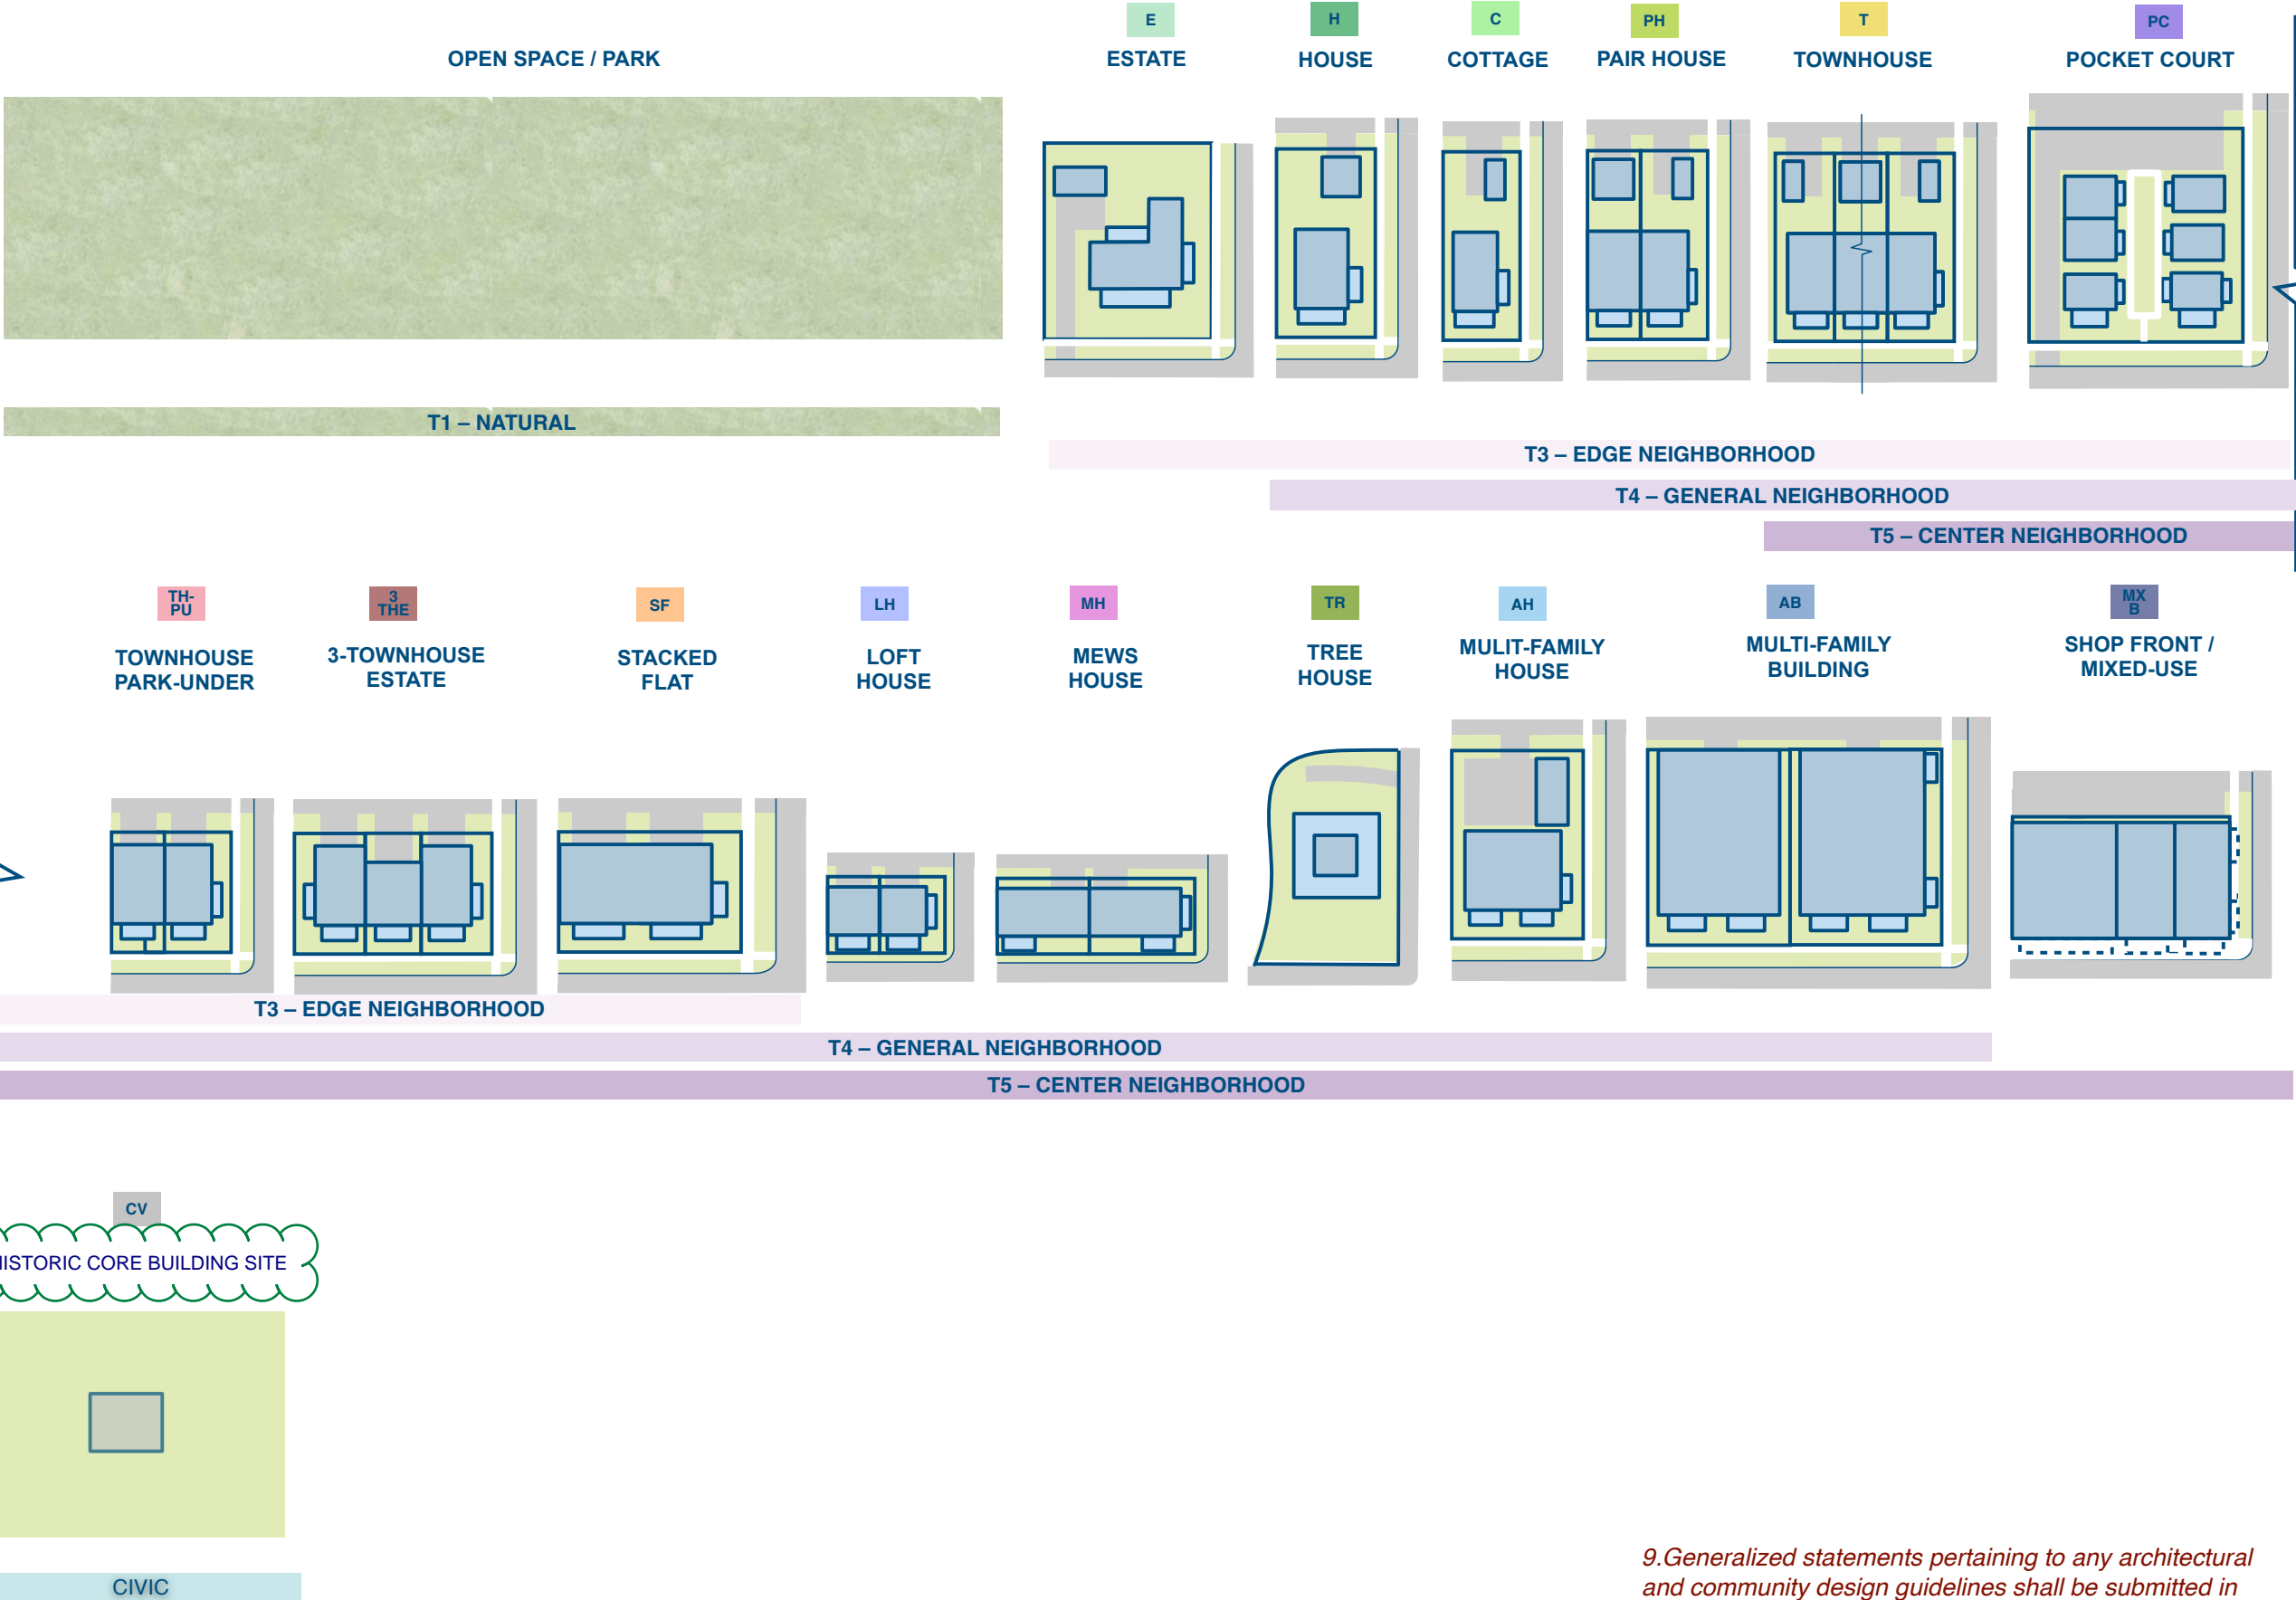 E
H
C
PH
T
PC
OPEN SPACE / PARK
ESTATE
HOUSE
COTTAGE
PAIR HOUSE
TOWNHOUSE
POCKET COURT
T1 – NATURAL
T3 – EDGE NEIGHBORHOOD
T4 – GENERAL NEIGHBORHOOD
T5 – CENTER NEIGHBORHOOD
TH-
PU
3
THE
SF
LH
MH
TR
AH
AB
MX
B
TOWNHOUSE
PARK-UNDER
3-TOWNHOUSE
ESTATE
STACKED
FLAT
LOFT
HOUSE
MEWS
HOUSE
TREE
HOUSE
MULIT-FAMILY
HOUSE
MULTI-FAMILY
BUILDING
SHOP FRONT /
MIXED-USE
T3 – EDGE NEIGHBORHOOD
T4 – GENERAL NEIGHBORHOOD
T5 – CENTER NEIGHBORHOOD
CV
HISTORIC CORE BUILDING SITE
CIVIC
9.Generalized statements pertaining to any architectural
and community design guidelines shall be submitted in